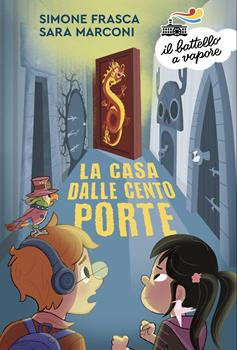 SIMONE FRASCA
SARA MARCONI
il battello
a vapore
LA CASA
DALLE CENTO
PORTE